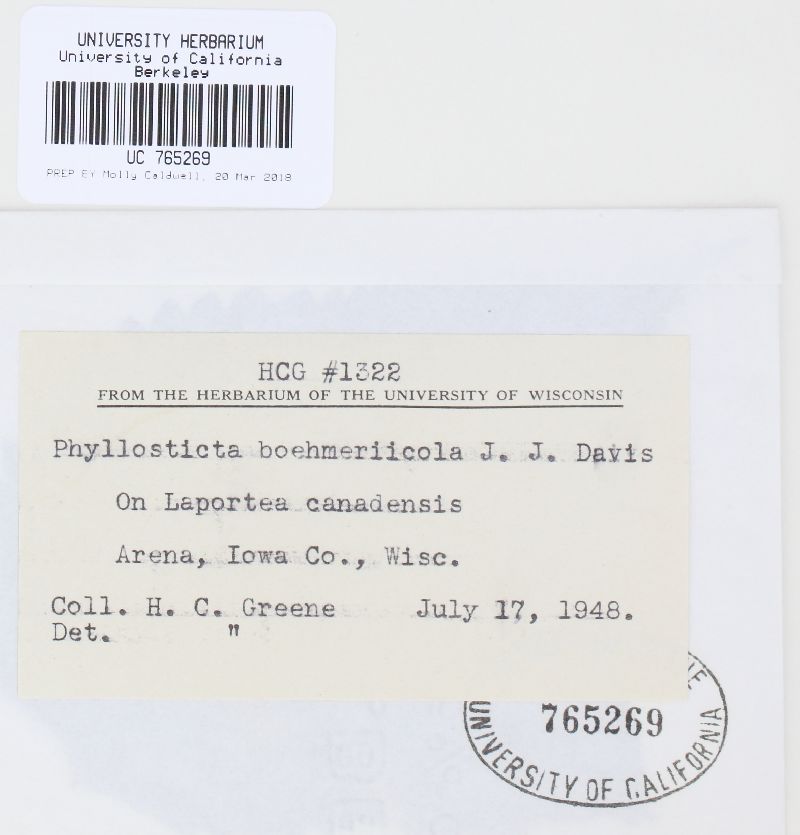 UNIVERSITY HERBARIUM
University of California
Berkeley
UC 765269
PREP BY Molly Caldwell, 20 Mar 2018
HCG #1322
FROM THE HERBARIUM OF THE UNIVERSITY OF WISCONSIN
Phyllosticta boehmeriicola J. J. Davis
On Laportea canadensis
Arena, Iowa Co., Wisc.
Coll. H. C. Greene July 17, 1948.
Det. "
765269
UNIVERSITY OF CALIFORNIA